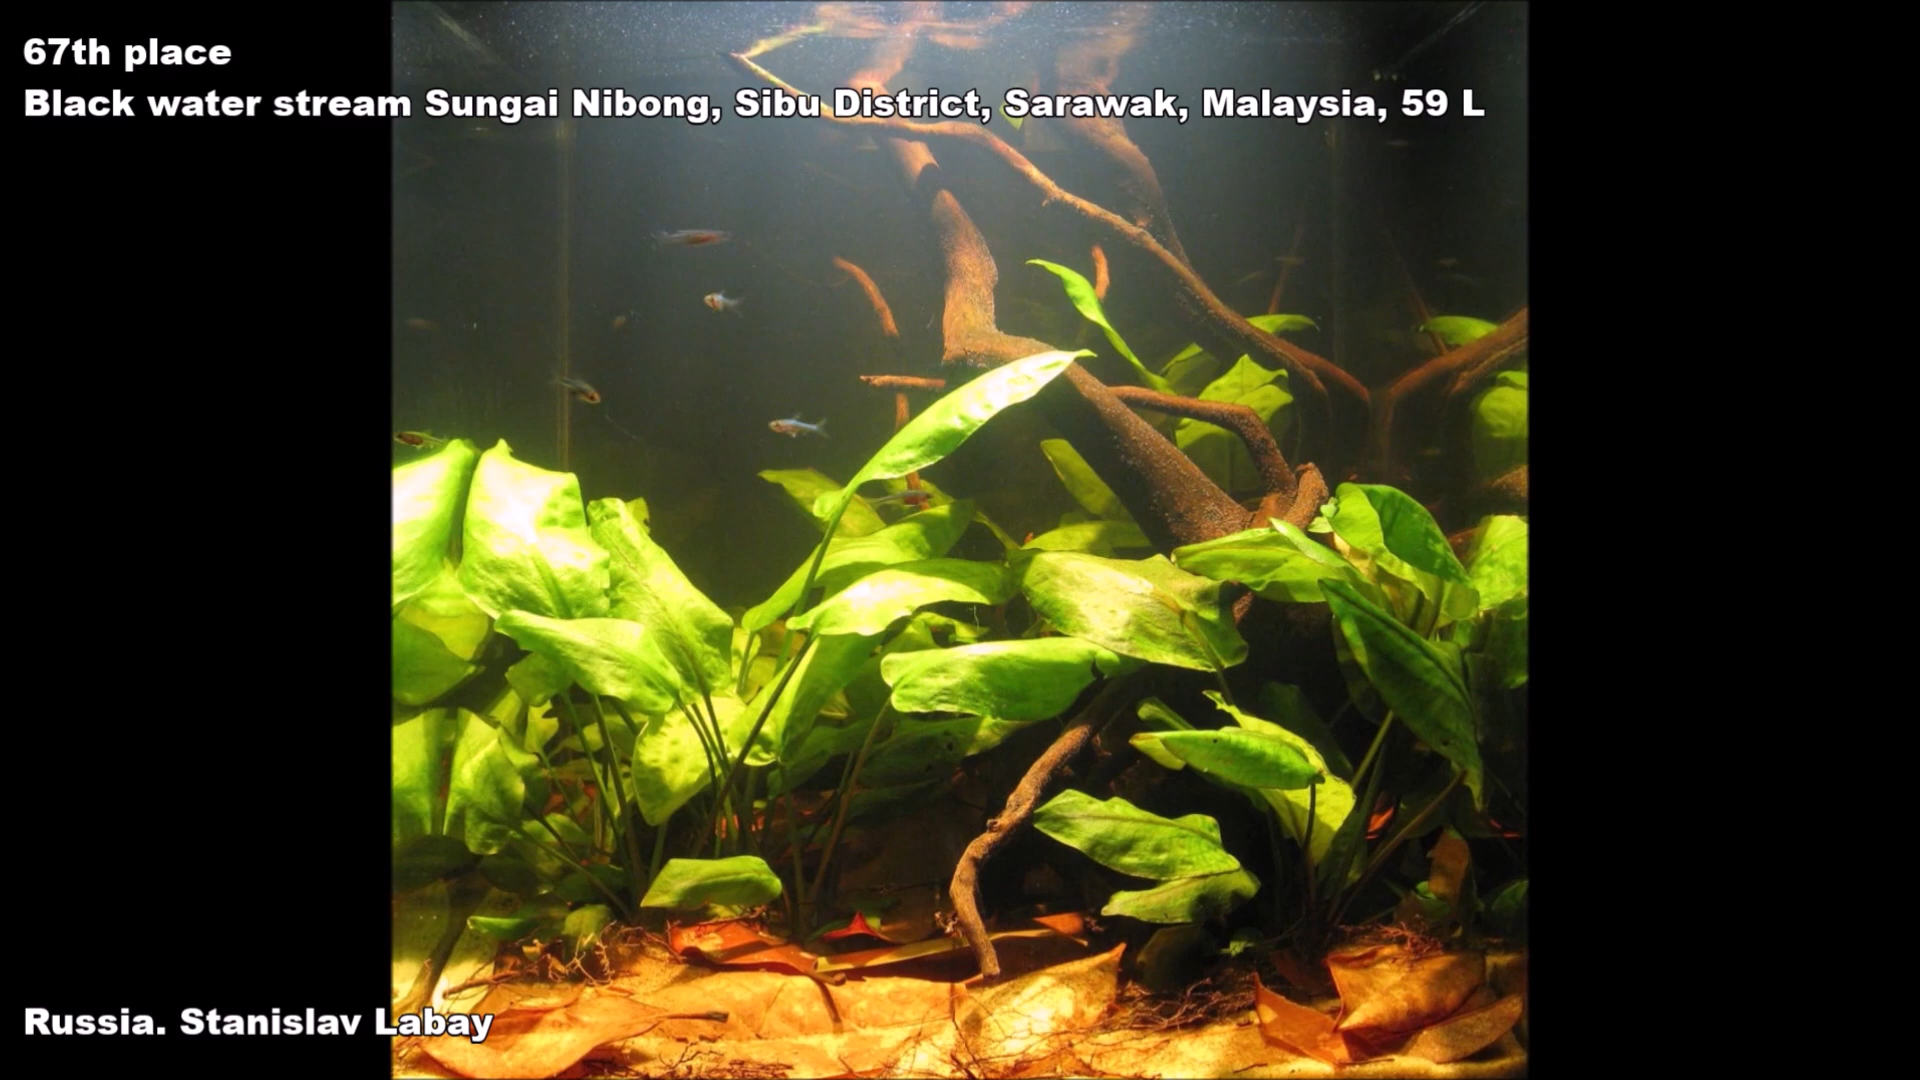 67th place
Black water stream Sungai Nibong, Sibu District, Sarawak, Malaysia, 59 L
Russia. Stanislav Labay